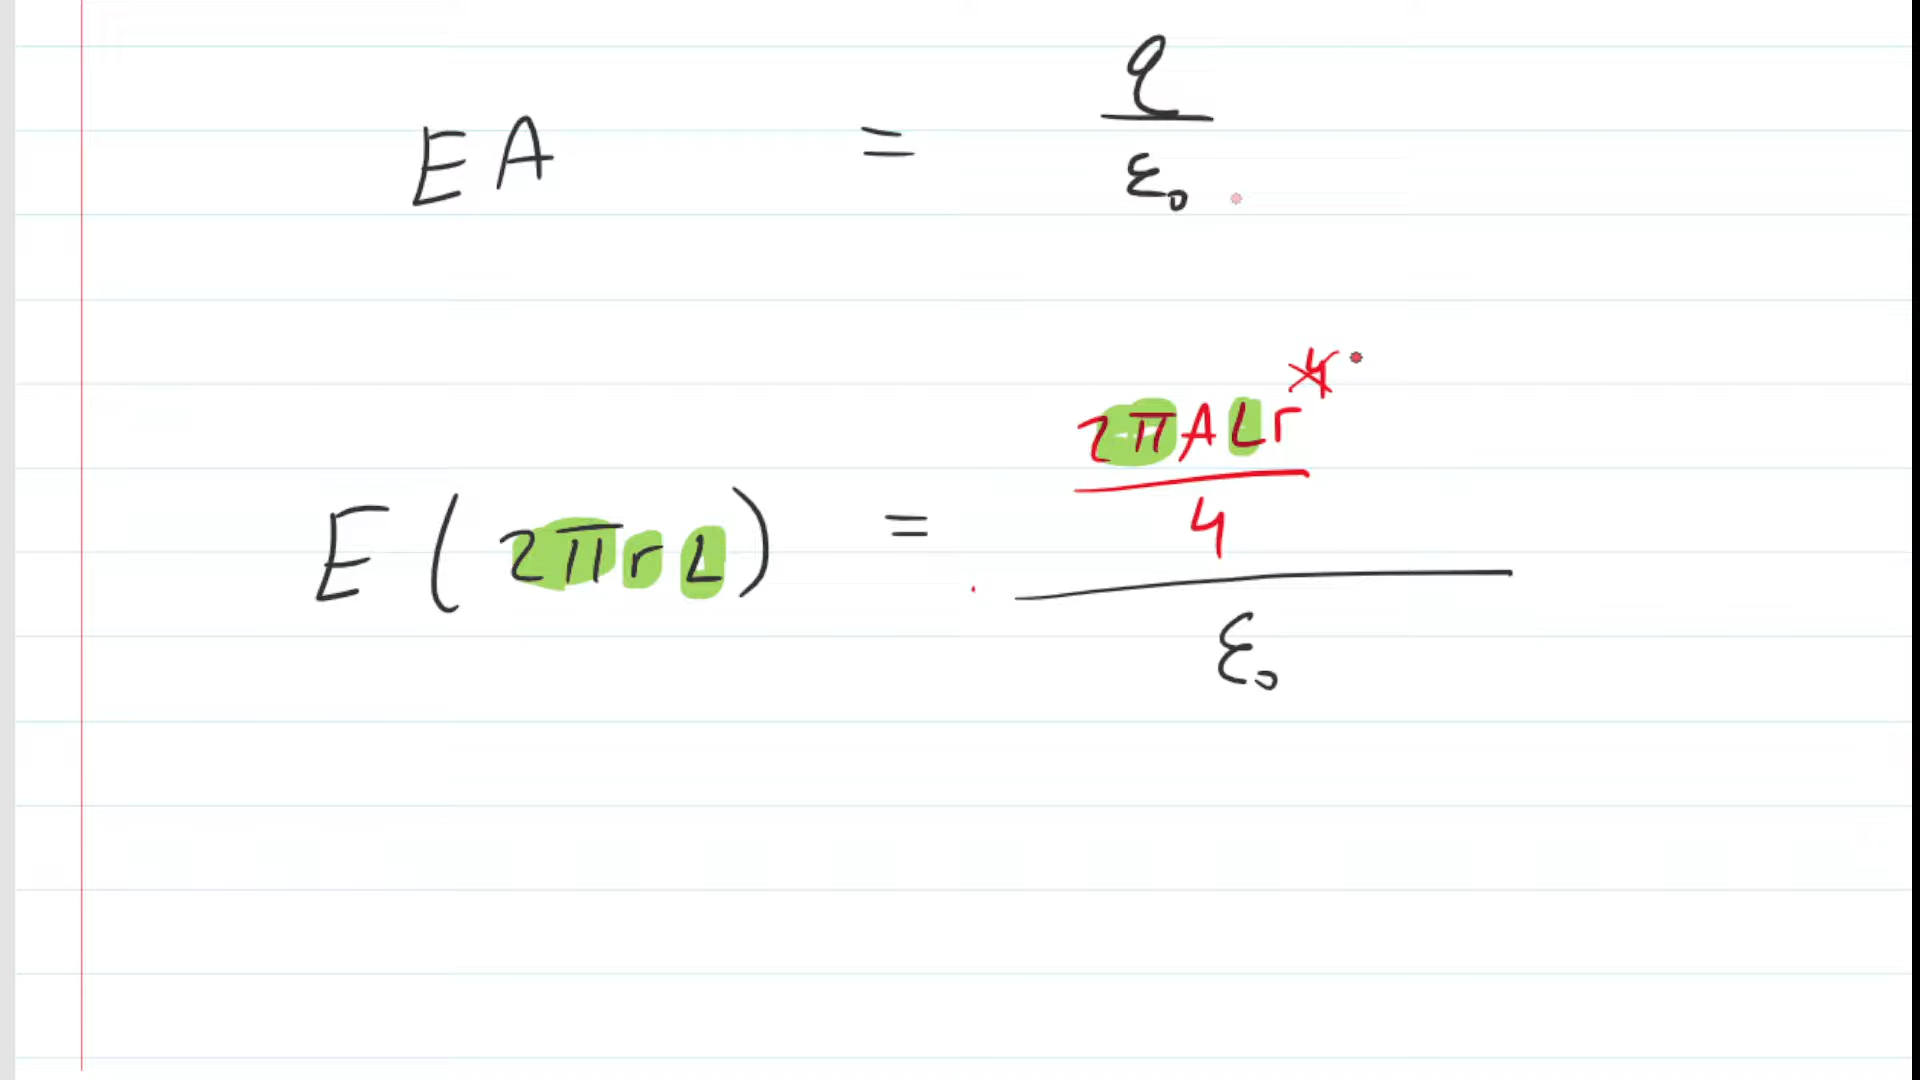 EA = q/ε₀
E(2πrL) = (2πALr⁴/4)/ε₀